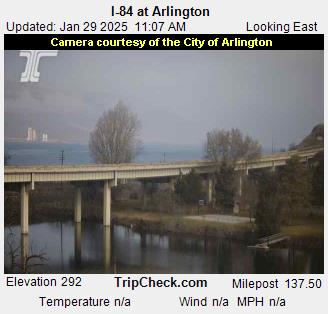 I-84 at Arlington
Updated: Jan 29 2025 11:07 AM Looking East
Camera courtesy of the City of Arlington
Elevation 292 TripCheck.com Milepost 137.50
Temperature n/a Wind n/a MPH n/a